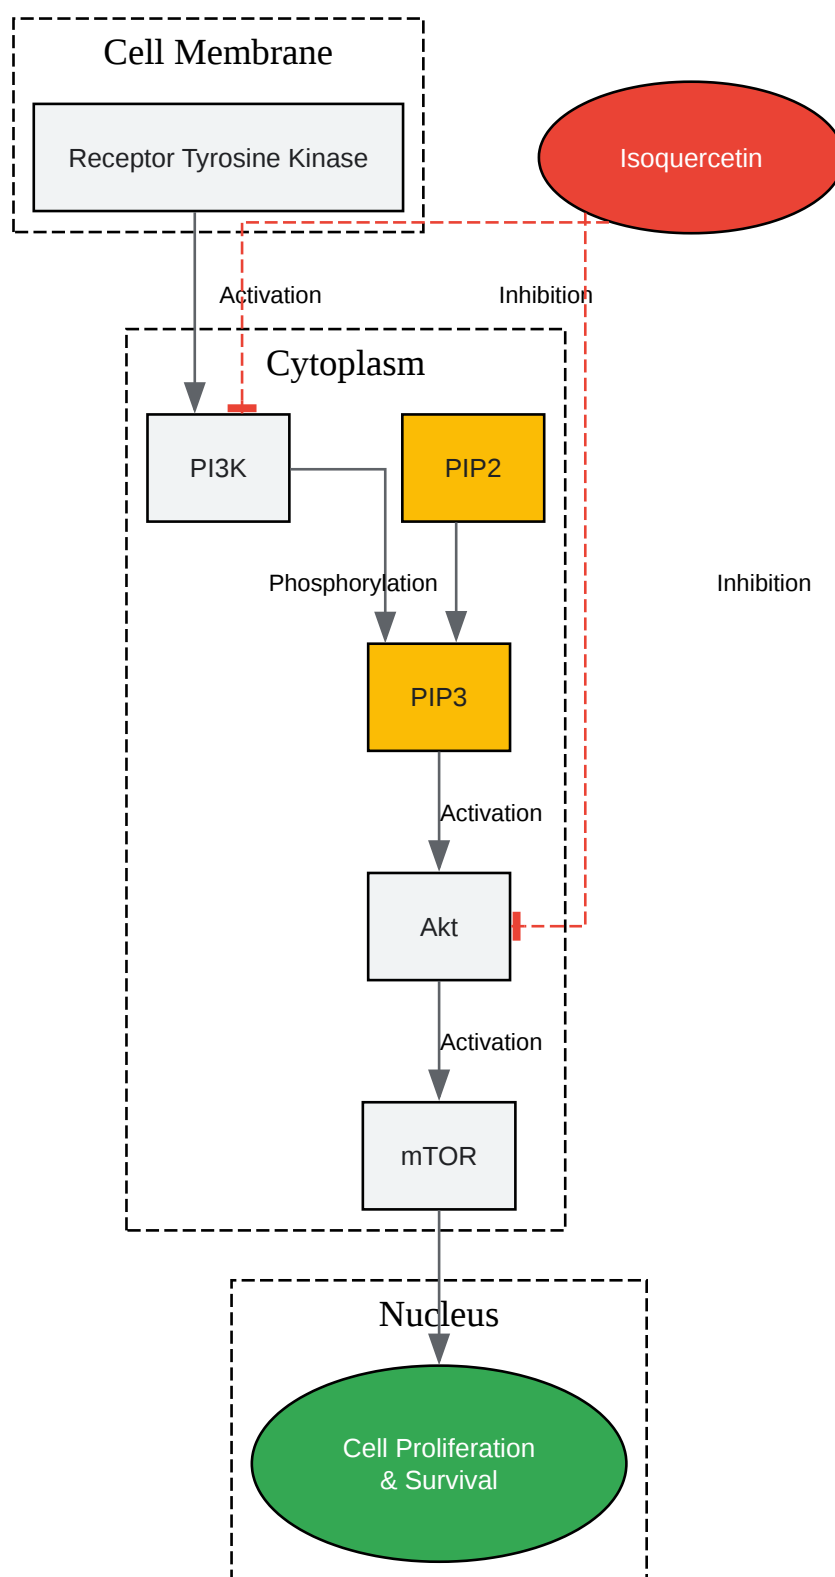 Cell Membrane
Receptor Tyrosine Kinase
Isoquercetin
Activation
Inhibition
Cytoplasm
PI3K
PIP2
Phosphorylation
Inhibition
PIP3
Activation
Akt
Activation
mTOR
Nucleus
Cell Proliferation
& Survival